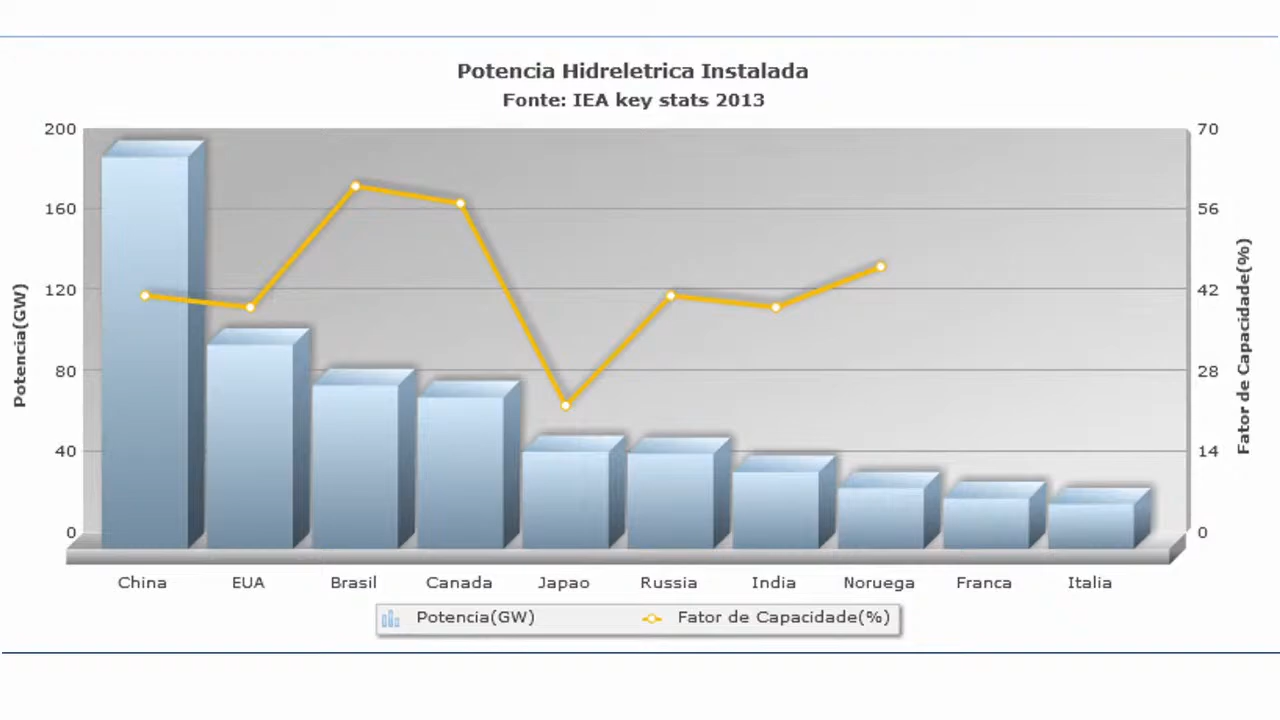 Potencia Hidreletrica Instalada
Fonte: IEA key stats 2013
200
160
120
80
40
0
Potencia(GW)
70
56
42
28
14
0
Fator de Capacidade(%)
China EUA Brasil Canada Japao Russia India Noruega Franca Italia
Potencia(GW) Fator de Capacidade(%)